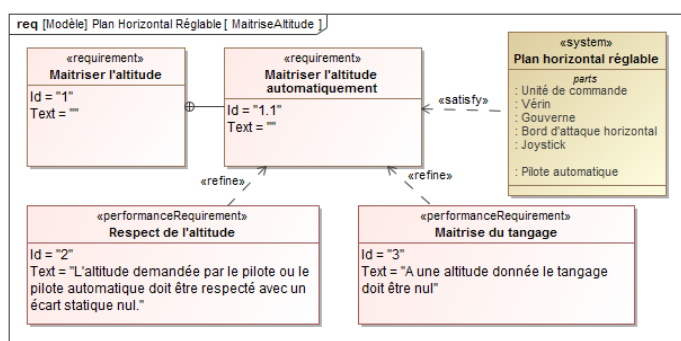 req [Modèle] Plan Horizontal Réglable [ MaitriseAltitude ]
«requirement»
Maitriser l'altitude
Id = "1"
Text = ""
«requirement»
Maitriser l'altitude
automatiquement
Id = "1.1"
Text = ""
«satisfy»
«system»
Plan horizontal réglable
parts
: Unité de commande
: Vérin
: Gouverne
: Bord d'attaque horizontal
: Joystick
: Pilote automatique
«refine»
«refine»
«performanceRequirement»
Respect de l'altitude
Id = "2"
Text = "L'altitude demandée par le pilote ou le
pilote automatique doit être respecté avec un
écart statique nul."
«performanceRequirement»
Maitrise du tangage
Id = "3"
Text = "A une altitude donnée le tangage
doit être nul"